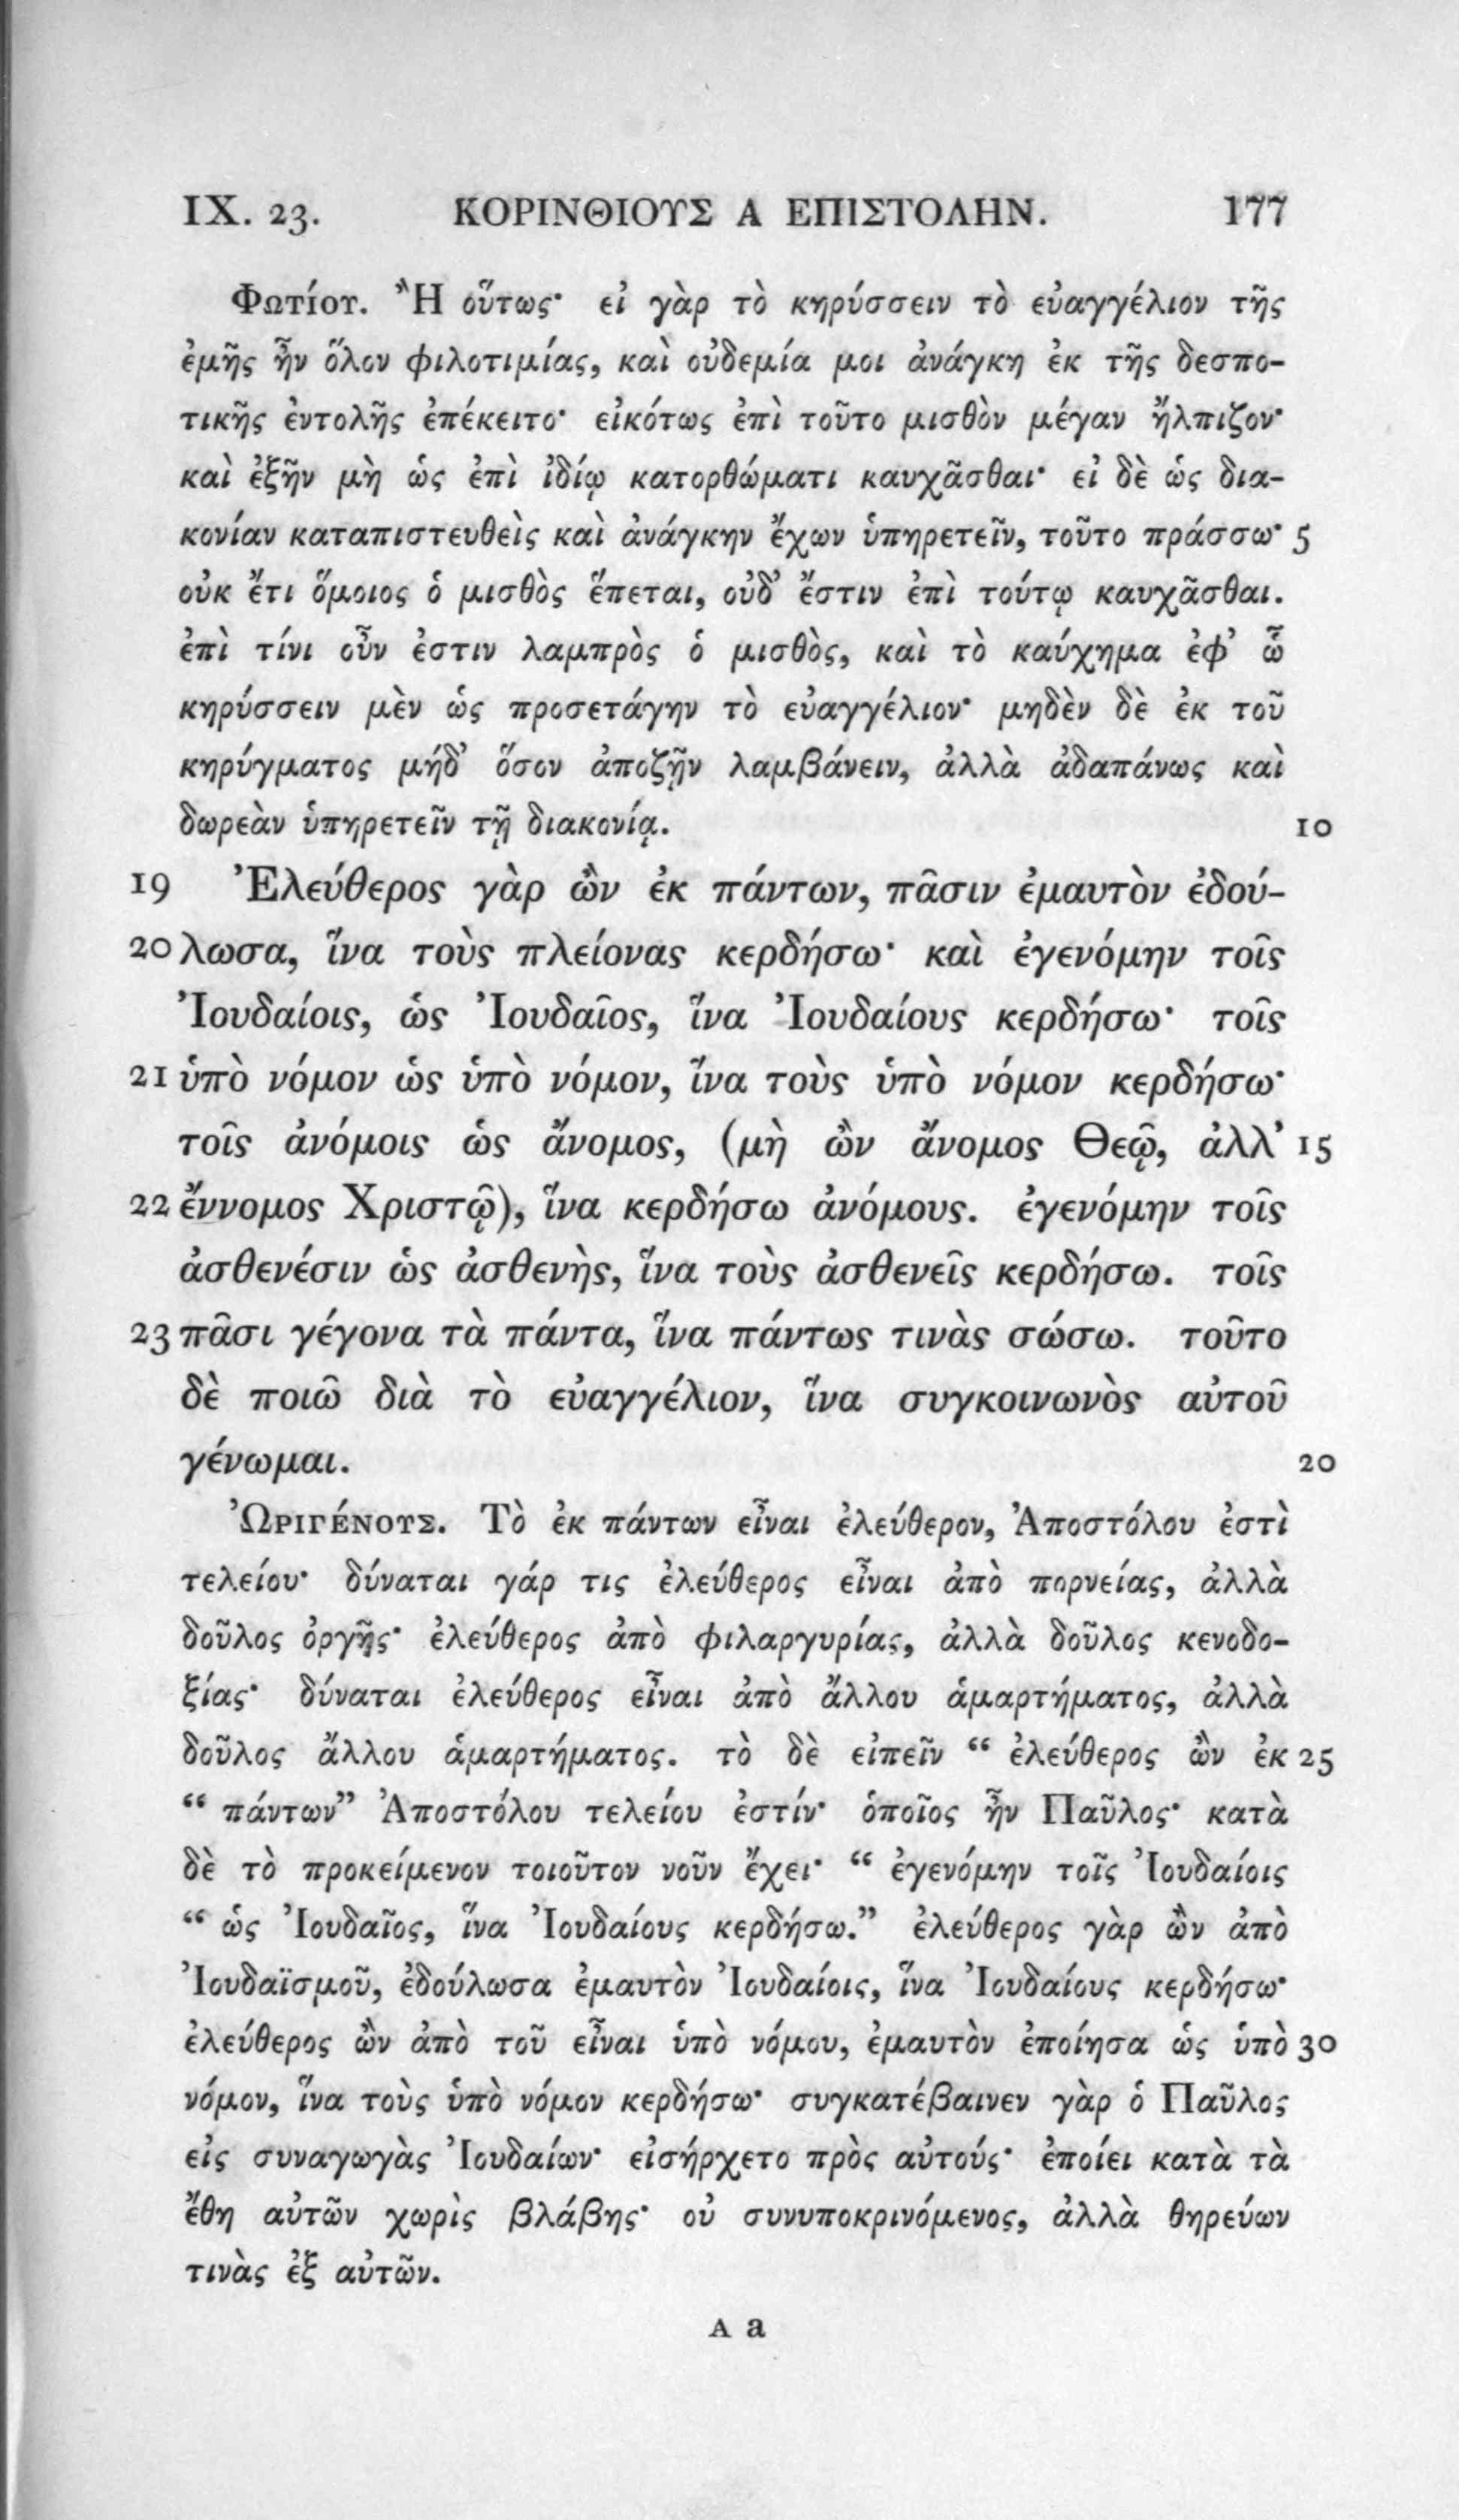 IX. 23. ΚΟΡΙΝΘΙΟΥΣ Α ΕΠΙΣΤΟΛΗΝ. 177
Φωτίου. Ἢ οὕτως· εἰ γὰρ τὸ κηρύσσειν τὸ εὐαγγέλιον τῆς
ἐμῆς ἦν ὅλον φιλοτιμίας, καὶ οὐδεμία μοι ἀνάγκη ἐκ τῆς δεσπο-
τικῆς ἐντολῆς ἐπέκειτο· εἰκότως ἐπὶ τοῦτο μισθὸν μέγαν ἤλπιζον·
καὶ ἐξῆν μὴ ὡς ἐπὶ ἰδίῳ κατορθώματι καυχᾶσθαι· εἰ δὲ ὡς δια-
κονίαν καταπιστευθεὶς καὶ ἀνάγκην ἔχων ὑπηρετεῖν, τοῦτο πράσσω· 5
οὐκ ἔτι ὅμοιος ὁ μισθὸς ἕπεται, οὐδ’ ἔστιν ἐπὶ τούτῳ καυχᾶσθαι.
ἐπὶ τίνι οὖν ἐστιν λαμπρὸς ὁ μισθὸς, καὶ τὸ καύχημα ἐφ’ ᾧ
κηρύσσειν μὲν ὡς προσετάγην τὸ εὐαγγέλιον· μηδὲν δὲ ἐκ τοῦ
κηρύγματος μήδ’ ὅσον ἀποζῇν λαμβάνειν, ἀλλὰ ἀδαπάνως καὶ
δωρεὰν ὑπηρετεῖν τῇ διακονίᾳ. 10
19 Ἐλεύθερος γὰρ ὢν ἐκ πάντων, πᾶσιν ἐμαυτὸν ἐδού-
20 λωσα, ἵνα τοὺς πλείονας κερδήσω· καὶ ἐγενόμην τοῖς
Ἰουδαίοις, ὡς Ἰουδαῖος, ἵνα Ἰουδαίους κερδήσω· τοῖς
21 ὑπὸ νόμον ὡς ὑπὸ νόμον, ἵνα τοὺς ὑπὸ νόμον κερδήσω·
τοῖς ἀνόμοις ὡς ἄνομος, (μὴ ὢν ἄνομος Θεῷ, ἀλλ’ 15
22 ἔννομος Χριστῷ), ἵνα κερδήσω ἀνόμους. ἐγενόμην τοῖς
ἀσθενέσιν ὡς ἀσθενὴς, ἵνα τοὺς ἀσθενεῖς κερδήσω. τοῖς
23 πᾶσι γέγονα τὰ πάντα, ἵνα πάντως τινὰς σώσω. τοῦτο
δὲ ποιῶ διὰ τὸ εὐαγγέλιον, ἵνα συγκοινωνὸς αὐτοῦ
γένωμαι. 20
Ὠριγένους. Τὸ ἐκ πάντων εἶναι ἐλεύθερον, Ἀποστόλου ἐστὶ
τελείου· δύναται γάρ τις ἐλεύθερος εἶναι ἀπὸ πορνείας, ἀλλὰ
δοῦλος ὀργῆς· ἐλεύθερος ἀπὸ φιλαργυρίας, ἀλλὰ δοῦλος κενοδο-
ξίας· δύναται ἐλεύθερος εἶναι ἀπὸ ἄλλου ἁμαρτήματος, ἀλλὰ
δοῦλος ἄλλου ἁμαρτήματος. τὸ δὲ εἰπεῖν “ ἐλεύθερος ὢν ἐκ 25
“ πάντων” Ἀποστόλου τελείου ἐστίν· ὁποῖος ἦν Παῦλος· κατὰ
δὲ τὸ προκείμενον τοιοῦτον νοῦν ἔχει· “ ἐγενόμην τοῖς Ἰουδαίοις
“ ὡς Ἰουδαῖος, ἵνα Ἰουδαίους κερδήσω.” ἐλεύθερος γὰρ ὢν ἀπὸ
Ἰουδαϊσμοῦ, ἐδούλωσα ἐμαυτὸν Ἰουδαίοις, ἵνα Ἰουδαίους κερδήσω·
ἐλεύθερος ὢν ἀπὸ τοῦ εἶναι ὑπὸ νόμου, ἐμαυτὸν ἐποίησα ὡς ὑπὸ 30
νόμον, ἵνα τοὺς ὑπὸ νόμον κερδήσω· συγκατέβαινεν γὰρ ὁ Παῦλος
εἰς συναγωγὰς Ἰουδαίων· εἰσήρχετο πρὸς αὐτούς· ἐποίει κατὰ τὰ
ἔθη αὐτῶν χωρὶς βλάβης· οὐ συνυποκρινόμενος, ἀλλὰ θηρεύων
τινὰς ἐξ αὐτῶν.
A a